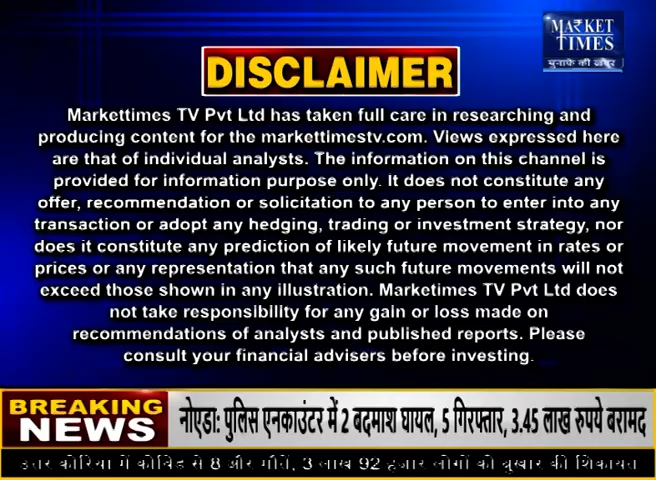 MARKET
TIMES
मुनाफे की खबर
DISCLAIMER
Markettimes TV Pvt Ltd has taken full care in researching and
producing content for the markettimestv.com. Views expressed here
are that of individual analysts. The information on this channel is
provided for information purpose only. It does not constitute any
offer, recommendation or solicitation to any person to enter into any
transaction or adopt any hedging, trading or investment strategy, nor
does it constitute any prediction of likely future movement in rates or
prices or any representation that any such future movements will not
exceed those shown in any illustration. Marketimes TV Pvt Ltd does
not take responsibility for any gain or loss made on
recommendations of analysts and published reports. Please
consult your financial advisers before investing.
BREAKING
NEWS
नोएडा: पुलिस एनकाउंटर में 2 बदमाश घायल, 5 गिरफ्तार, 3.45 लाख रुपये बरामद
उत्तर कोरिया में कोविड से 8 और मौतें, 3 लाख 92 हजार लोगों को बुखार की शिकायत